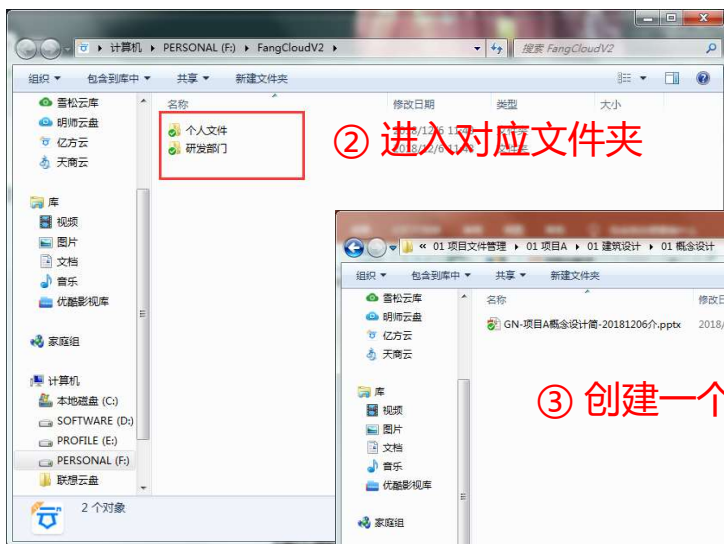 计算机 ▸ PERSONAL (F:) ▸ FangCloudV2 ▸
搜索 FangCloudV2
组织 包含到库中 共享 新建文件夹
名称 修改日期 类型 大小
个人文件
研发部门
② 进入对应文件夹
雪松云库
明师云盘
亿方云
天商云
库
视频
图片
文档
音乐
优酷影视库
家庭组
计算机
本地磁盘 (C:)
SOFTWARE (D:)
PROFILE (E:)
PERSONAL (F:)
联想云盘
2 个对象
« 01 项目文件管理 ▸ 01 项目A ▸ 01 建筑设计 ▸ 01 概念设计
组织 包含到库中 共享 新建文件夹
名称 修改日
GN-项目A概念设计简-20181206介.pptx 2018/
③ 创建一个
雪松云库
明师云盘
亿方云
天商云
库
视频
图片
文档
音乐
优酷影视库
家庭组